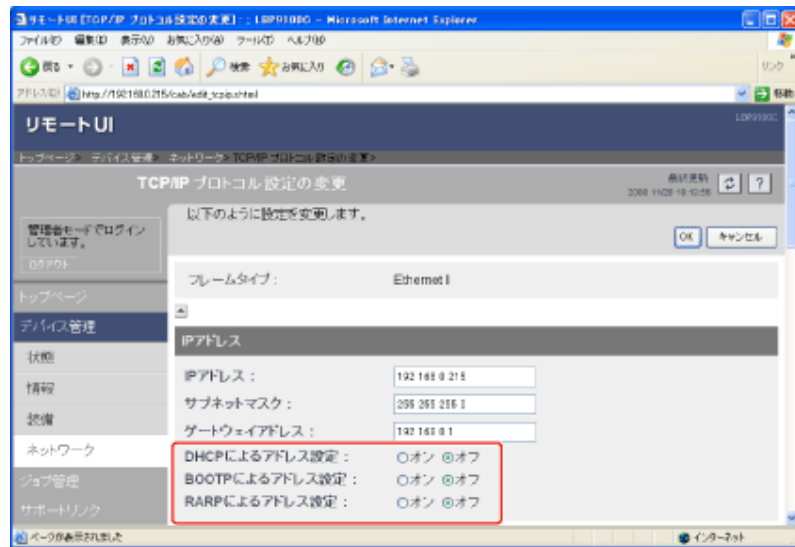 リモートUI [TCP/IP プロトコル設定の変更] : : LBP9100C - Microsoft Internet Explorer
ファイル(F) 編集(E) 表示(V) お気に入り(A) ツール(T) ヘルプ(H)
戻る 検索 お気に入り リンク
アドレス(D) 移動
リモートUI
LBP9100C
トップページ> デバイス管理> ネットワーク> TCP/IP プロトコル設定の変更>
TCP/IP プロトコル設定の変更
最終更新
?
以下のように設定を変更します。
管理者モードでログインしています。
OK キャンセル
ログアウト
フレームタイプ : Ethernet II
トップページ
デバイス管理
IPアドレス
状態
IPアドレス : 192.168.0.215
情報
サブネットマスク : 255.255.255.0
装備
ゲートウェイアドレス : 192.168.0.1
ネットワーク
DHCPによるアドレス設定 : オン オフ
ジョブ管理
BOOTPによるアドレス設定 : オン オフ
サポートリンク
RARPによるアドレス設定 : オン オフ
ページが表示されました インターネット